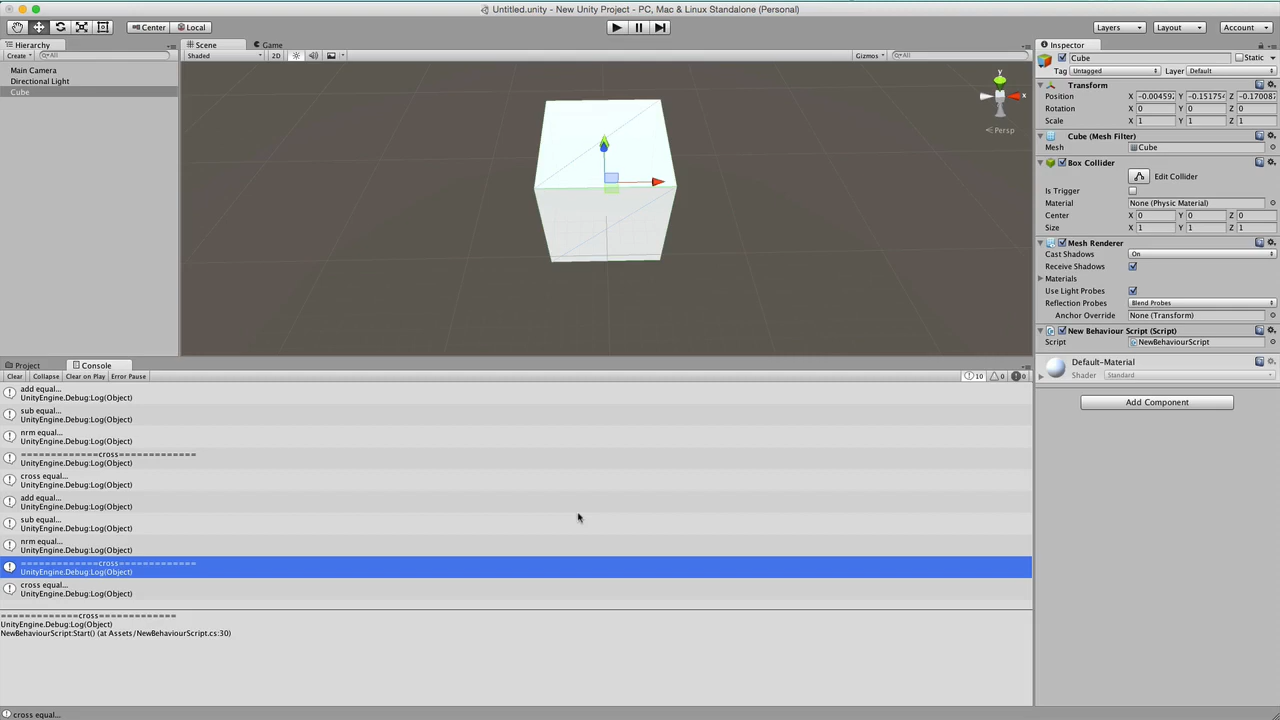 Untitled.unity - New Unity Project - PC, Mac & Linux Standalone (Personal)
Center Local Layers Layout Account
Hierarchy
Create All
Main Camera
Directional Light
Cube
Scene Game
Shaded 2D Gizmos All
y
x
Persp
Inspector
Cube Static
Tag Untagged Layer Default
Transform
Position X -0.004592 Y -0.151754 Z -0.170087
Rotation X 0 Y 0 Z 0
Scale X 1 Y 1 Z 1
Cube (Mesh Filter)
Mesh Cube
Box Collider
Edit Collider
Is Trigger
Material None (Physic Material)
Center X 0 Y 0 Z 0
Size X 1 Y 1 Z 1
Mesh Renderer
Cast Shadows On
Receive Shadows
Materials
Use Light Probes
Reflection Probes Blend Probes
Anchor Override None (Transform)
New Behaviour Script (Script)
Script NewBehaviourScript
Default-Material
Shader Standard
Add Component
Project Console
Clear Collapse Clear on Play Error Pause 10 0 0
add equal...
UnityEngine.Debug:Log(Object)
sub equal...
UnityEngine.Debug:Log(Object)
nrm equal...
UnityEngine.Debug:Log(Object)
=============cross=============
UnityEngine.Debug:Log(Object)
cross equal...
UnityEngine.Debug:Log(Object)
add equal...
UnityEngine.Debug:Log(Object)
sub equal...
UnityEngine.Debug:Log(Object)
nrm equal...
UnityEngine.Debug:Log(Object)
=============cross=============
UnityEngine.Debug:Log(Object)
cross equal...
UnityEngine.Debug:Log(Object)
=============cross=============
UnityEngine.Debug:Log(Object)
NewBehaviourScript:Start() (at Assets/NewBehaviourScript.cs:30)
cross equal...